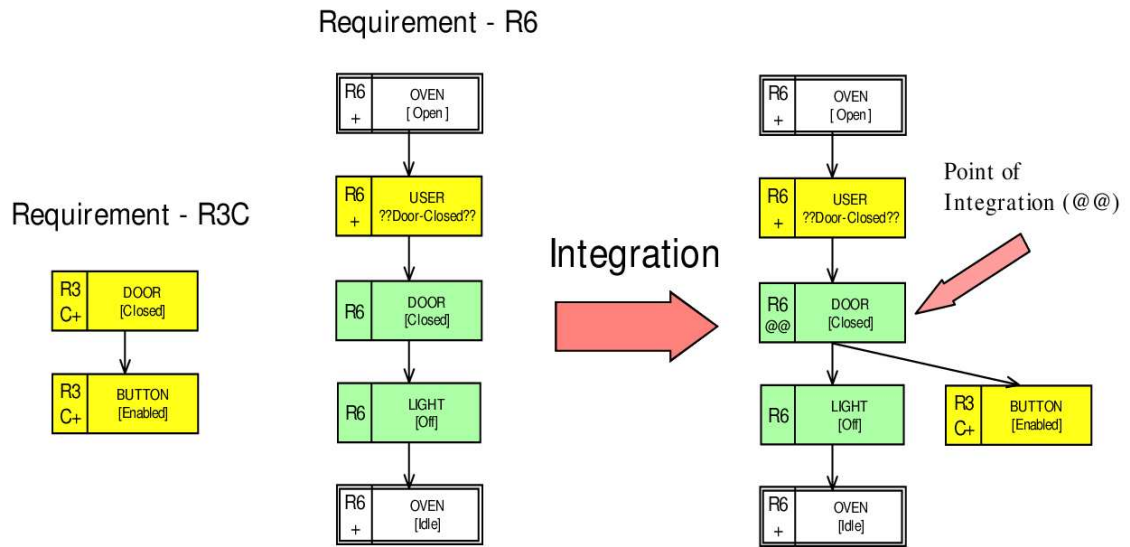 Requirement - R6
Requirement - R3C
R3
C+
DOOR
[Closed]
R3
C+
BUTTON
[Enabled]
R6
+
OVEN
[ Open ]
R6
+
USER
??Door-Closed??
R6
DOOR
[Closed]
R6
LIGHT
[Off]
R6
+
OVEN
[Idle]
Integration
R6
+
OVEN
[ Open ]
R6
+
USER
??Door-Closed??
R6
@@
DOOR
[Closed]
R6
LIGHT
[Off]
R3
C+
BUTTON
[Enabled]
R6
+
OVEN
[Idle]
Point of
Integration (@@)